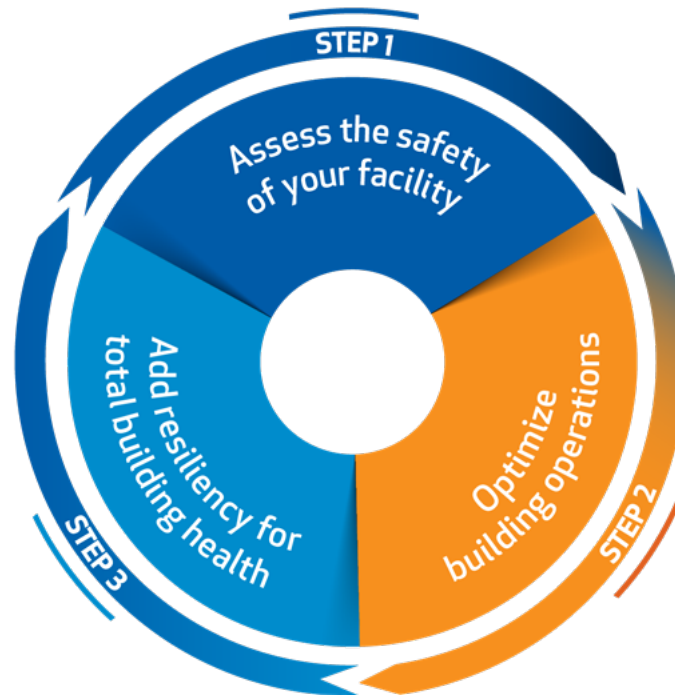 STEP 1
Assess the safety
of your facility
STEP 2
Optimize
building operations
STEP 3
Add resiliency for
total building health